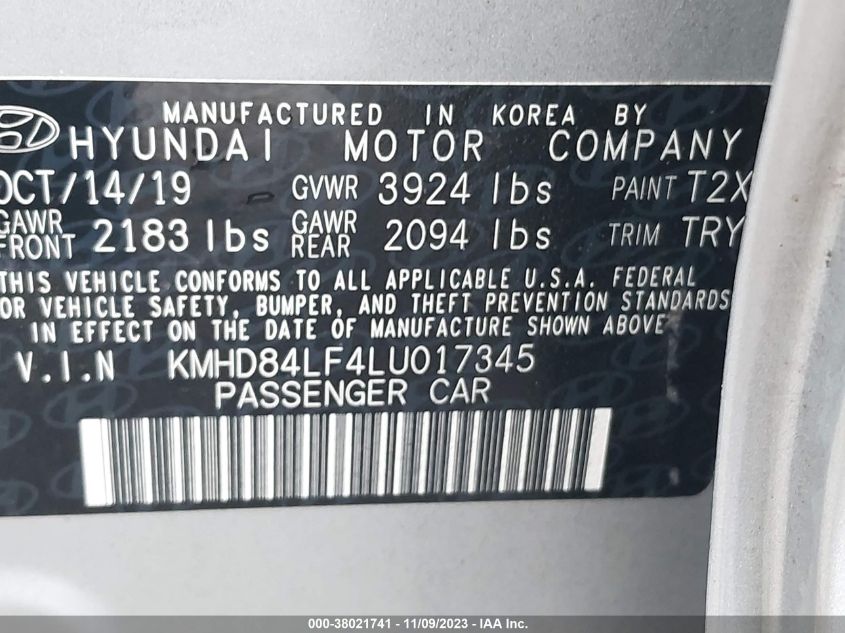 MANUFACTURED IN KOREA BY
HYUNDAI MOTOR COMPANY
OCT/14/19 GVWR 3924 lbs PAINT T2X
GAWR FRONT 2183 lbs GAWR REAR 2094 lbs TRIM TRY
THIS VEHICLE CONFORMS TO ALL APPLICABLE U.S.A. FEDERAL
OR VEHICLE SAFETY, BUMPER, AND THEFT PREVENTION STANDARDS
IN EFFECT ON THE DATE OF MANUFACTURE SHOWN ABOVE
V.I.N KMHD84LF4LU017345
PASSENGER CAR
000-38021741 - 11/09/2023 - IAA Inc.